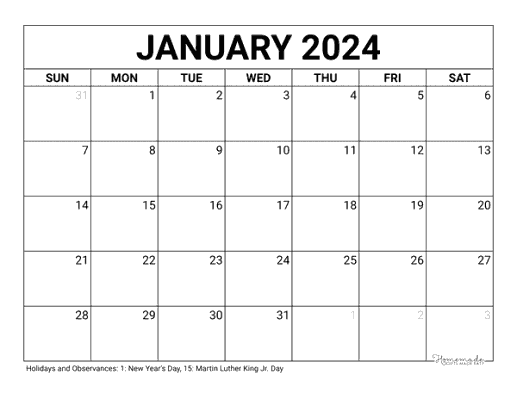 JANUARY 2024
SUN MON TUE WED THU FRI SAT
31 1 2 3 4 5 6
7 8 9 10 11 12 13
14 15 16 17 18 19 20
21 22 23 24 25 26 27
28 29 30 31 1 2 3
Homemade
GIFTS MADE EASY
Holidays and Observances: 1: New Year's Day, 15: Martin Luther King Jr. Day